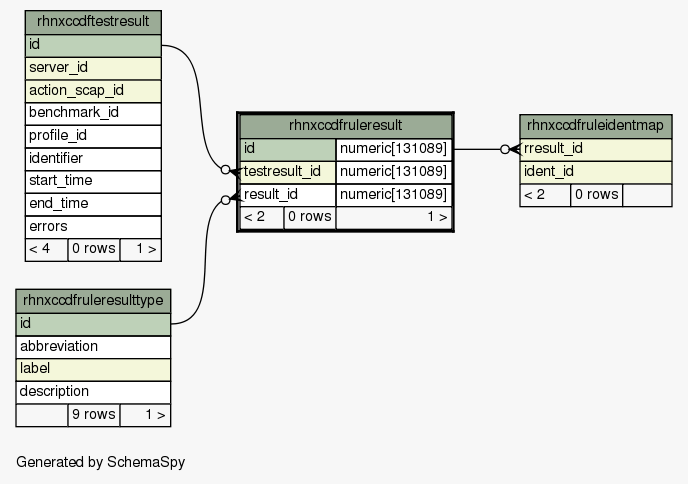 rhnxccdftestresult
id
server_id
action_scap_id
benchmark_id
profile_id
identifier
start_time
end_time
errors
< 4 0 rows 1 >
rhnxccdfruleresulttype
id
abbreviation
label
description
9 rows 1 >
rhnxccdfruleresult
id numeric[131089]
testresult_id numeric[131089]
result_id numeric[131089]
< 2 0 rows 1 >
rhnxccdfruleidentmap
rresult_id
ident_id
< 2 0 rows
Generated by SchemaSpy